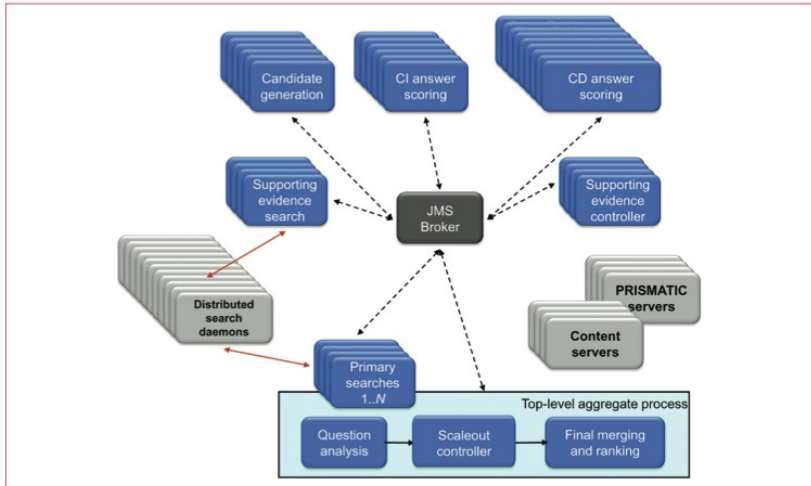 Candidate
generation
CI answer
scoring
CD answer
scoring
Supporting
evidence
search
JMS
Broker
Supporting
evidence
controller
Distributed
search
daemons
PRISMATIC
servers
Content
servers
Primary
searches
1..N
Top-level aggregate process
Question
analysis
Scaleout
controller
Final merging
and ranking